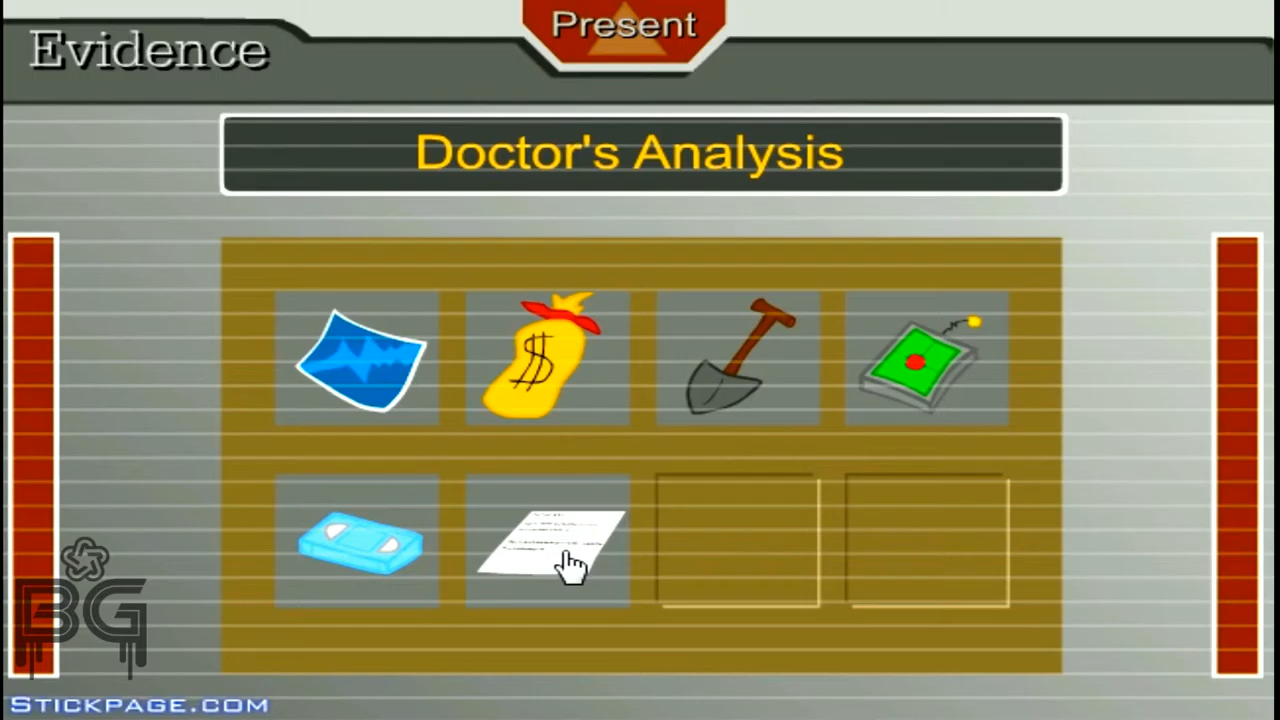 Present
Evidence
Doctor's Analysis
$
BG
STICKPAGE.COM